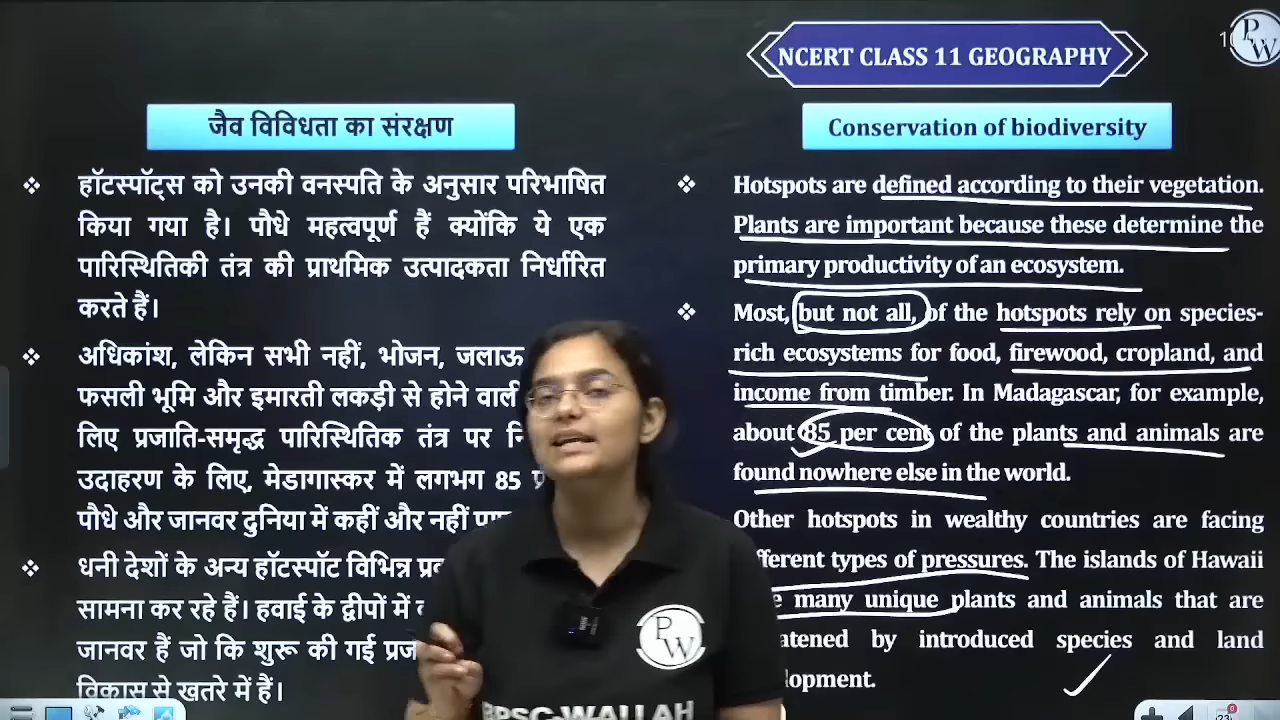 NCERT CLASS 11 GEOGRAPHY
PW
जैव विविधता का संरक्षण
❖ हॉटस्पॉट्स को उनकी वनस्पति के अनुसार परिभाषित
किया गया है। पौधे महत्वपूर्ण हैं क्योंकि ये एक
पारिस्थितिकी तंत्र की प्राथमिक उत्पादकता निर्धारित
करते हैं।
❖ अधिकांश, लेकिन सभी नहीं, भोजन, जलाऊ
फसली भूमि और इमारती लकड़ी से होने वाली
लिए प्रजाति-समृद्ध पारिस्थितिक तंत्र पर
उदाहरण के लिए, मेडागास्कर में लगभग 85
पौधे और जानवर दुनिया में कहीं और नहीं
❖ धनी देशों के अन्य हॉटस्पॉट विभिन्न
सामना कर रहे हैं। हवाई के द्वीपों में
जानवर हैं जो कि शुरू की गई
विकास से खतरे में हैं।
Conservation of biodiversity
❖ Hotspots are defined according to their vegetation.
Plants are important because these determine the
primary productivity of an ecosystem.
❖ Most, but not all, of the hotspots rely on species-
rich ecosystems for food, firewood, cropland, and
income from timber. In Madagascar, for example,
about 85 per cent of the plants and animals are
found nowhere else in the world.
Other hotspots in wealthy countries are facing
fferent types of pressures. The islands of Hawaii
many unique plants and animals that are
atened by introduced species and land
lopment.
PW
BPSC-WALLAH
23